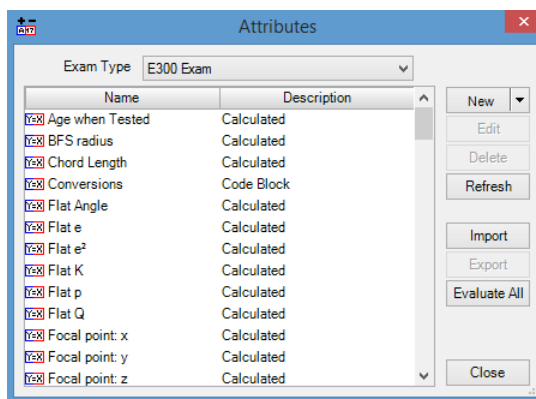 Attributes
Exam Type E300 Exam
Name Description
Y=X Age when Tested Calculated
Y=X BFS radius Calculated
Y=X Chord Length Calculated
Y=X Conversions Code Block
Y=X Flat Angle Calculated
Y=X Flat e Calculated
Y=X Flat e² Calculated
Y=X Flat K Calculated
Y=X Flat p Calculated
Y=X Flat Q Calculated
Y=X Focal point: x Calculated
Y=X Focal point: y Calculated
Y=X Focal point: z Calculated
New
Edit
Delete
Refresh
Import
Export
Evaluate All
Close